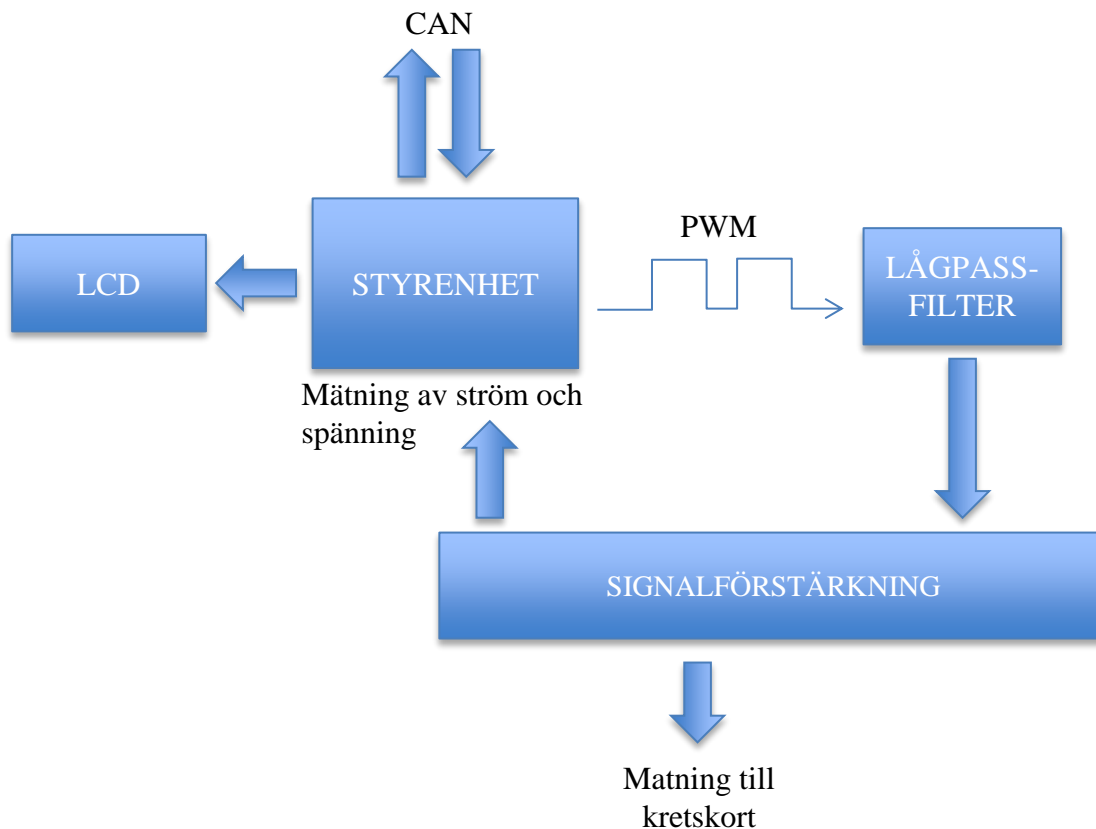 CAN
PWM
LCD
STYRENHET
LÅGPASS-
FILTER
Mätning av ström och
spänning
SIGNALFÖRSTÄRKNING
Matning till
kretskort